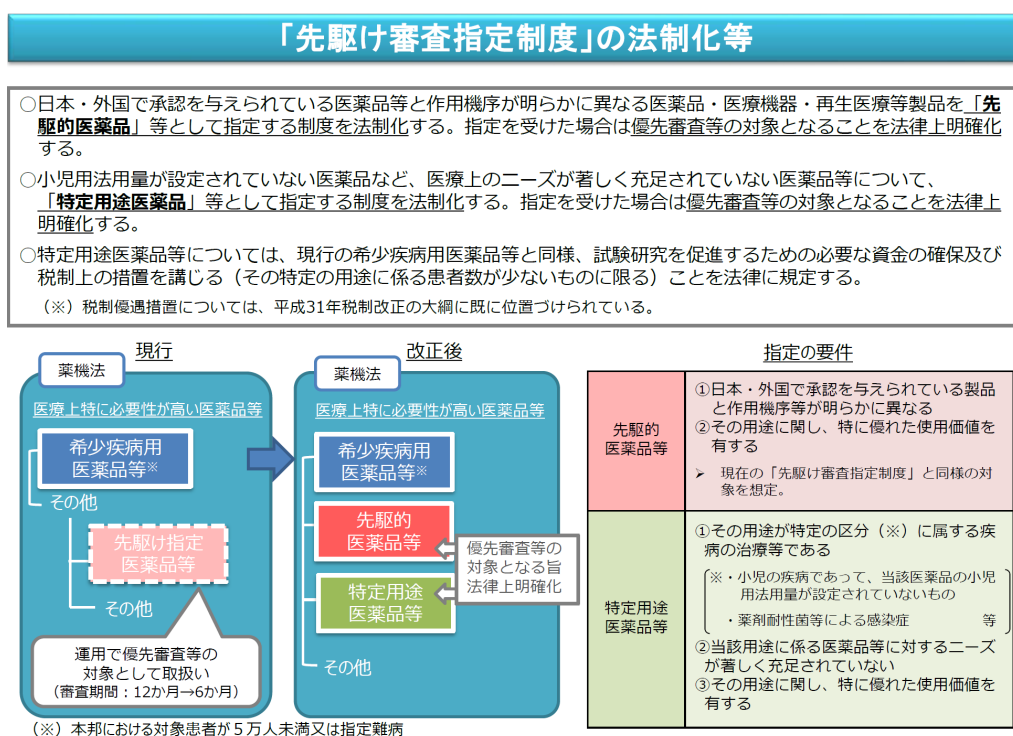 「先駆け審査指定制度」の法制化等
○日本・外国で承認を与えられている医薬品等と作用機序が明らかに異なる医薬品・医療機器・再生医療等製品を「先
駆的医薬品」等として指定する制度を法制化する。指定を受けた場合は優先審査等の対象となることを法律上明確化
する。
○小児用法用量が設定されていない医薬品など、医療上のニーズが著しく充足されていない医薬品等について、
「特定用途医薬品」等として指定する制度を法制化する。指定を受けた場合は優先審査等の対象となることを法律上
明確化する。
○特定用途医薬品等については、現行の希少疾病用医薬品等と同様、試験研究を促進するための必要な資金の確保及び
税制上の措置を講じる（その特定の用途に係る患者数が少ないものに限る）ことを法律に規定する。
（※）税制優遇措置については、平成31年税制改正の大綱に既に位置づけられている。
現行
薬機法
医療上特に必要性が高い医薬品等
希少疾病用
医薬品等※
その他
先駆け指定
医薬品等
その他
運用で優先審査等の
対象として取扱い
（審査期間：12か月→6か月）
改正後
薬機法
医療上特に必要性が高い医薬品等
希少疾病用
医薬品等※
先駆的
医薬品等
特定用途
医薬品等
その他
優先審査等の
対象となる旨
法律上明確化
（※）本邦における対象患者が５万人未満又は指定難病
指定の要件
先駆的
医薬品等
①日本・外国で承認を与えられている製品
と作用機序等が明らかに異なる
②その用途に関し、特に優れた使用価値を
有する
➢ 現在の「先駆け審査指定制度」と同様の対
象を想定。
特定用途
医薬品等
①その用途が特定の区分（※）に属する疾
病の治療等である
※・小児の疾病であって、当該医薬品の小児
用法用量が設定されていないもの
・薬剤耐性菌等による感染症 等
②当該用途に係る医薬品等に対するニーズ
が著しく充足されていない
③その用途に関し、特に優れた使用価値を
有する